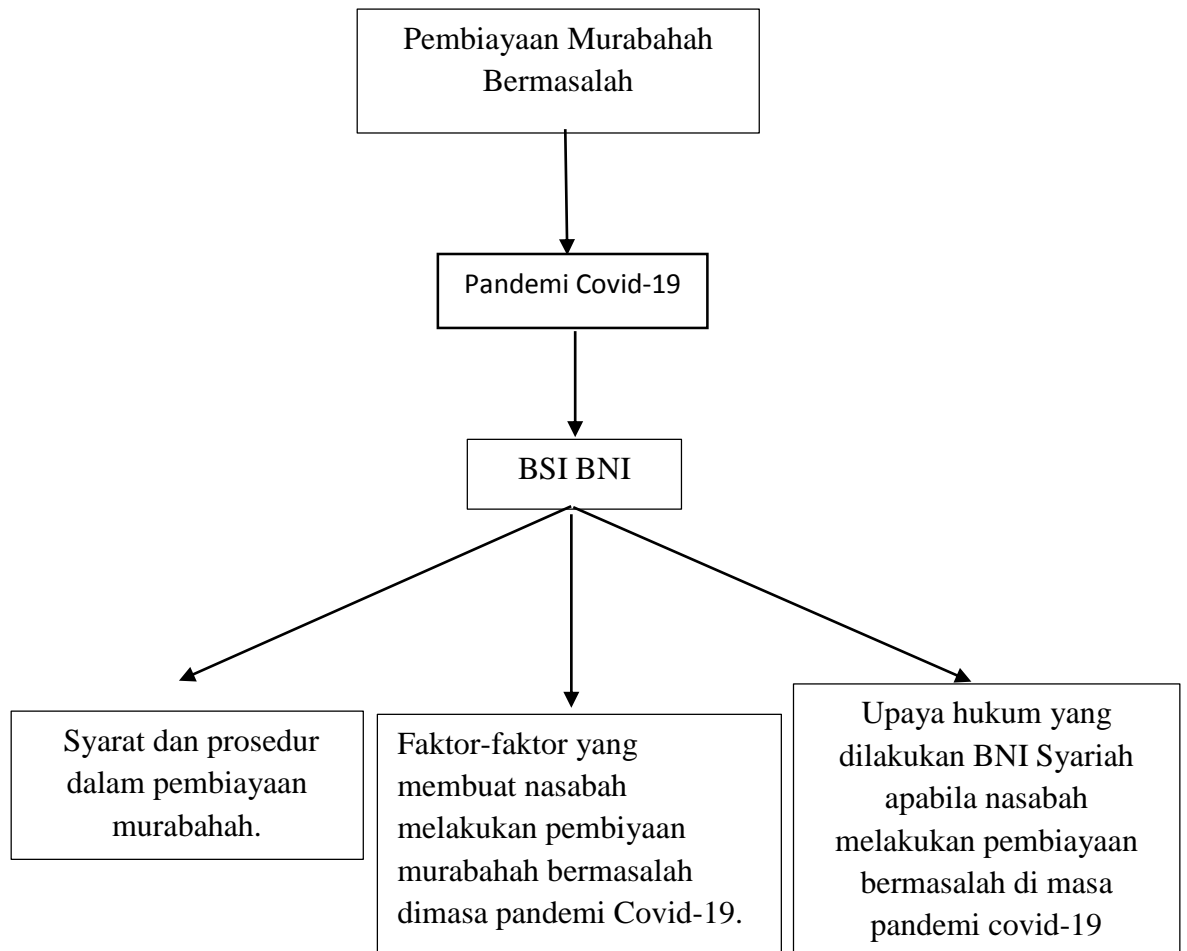 Pembiayaan Murabahah
Bermasalah
Pandemi Covid-19
BSI BNI
Syarat dan prosedur
dalam pembiayaan
murabahah.
Faktor-faktor yang
membuat nasabah
melakukan pembiyaan
murabahah bermasalah
dimasa pandemi Covid-19.
Upaya hukum yang
dilakukan BNI Syariah
apabila nasabah
melakukan pembiayaan
bermasalah di masa
pandemi covid-19